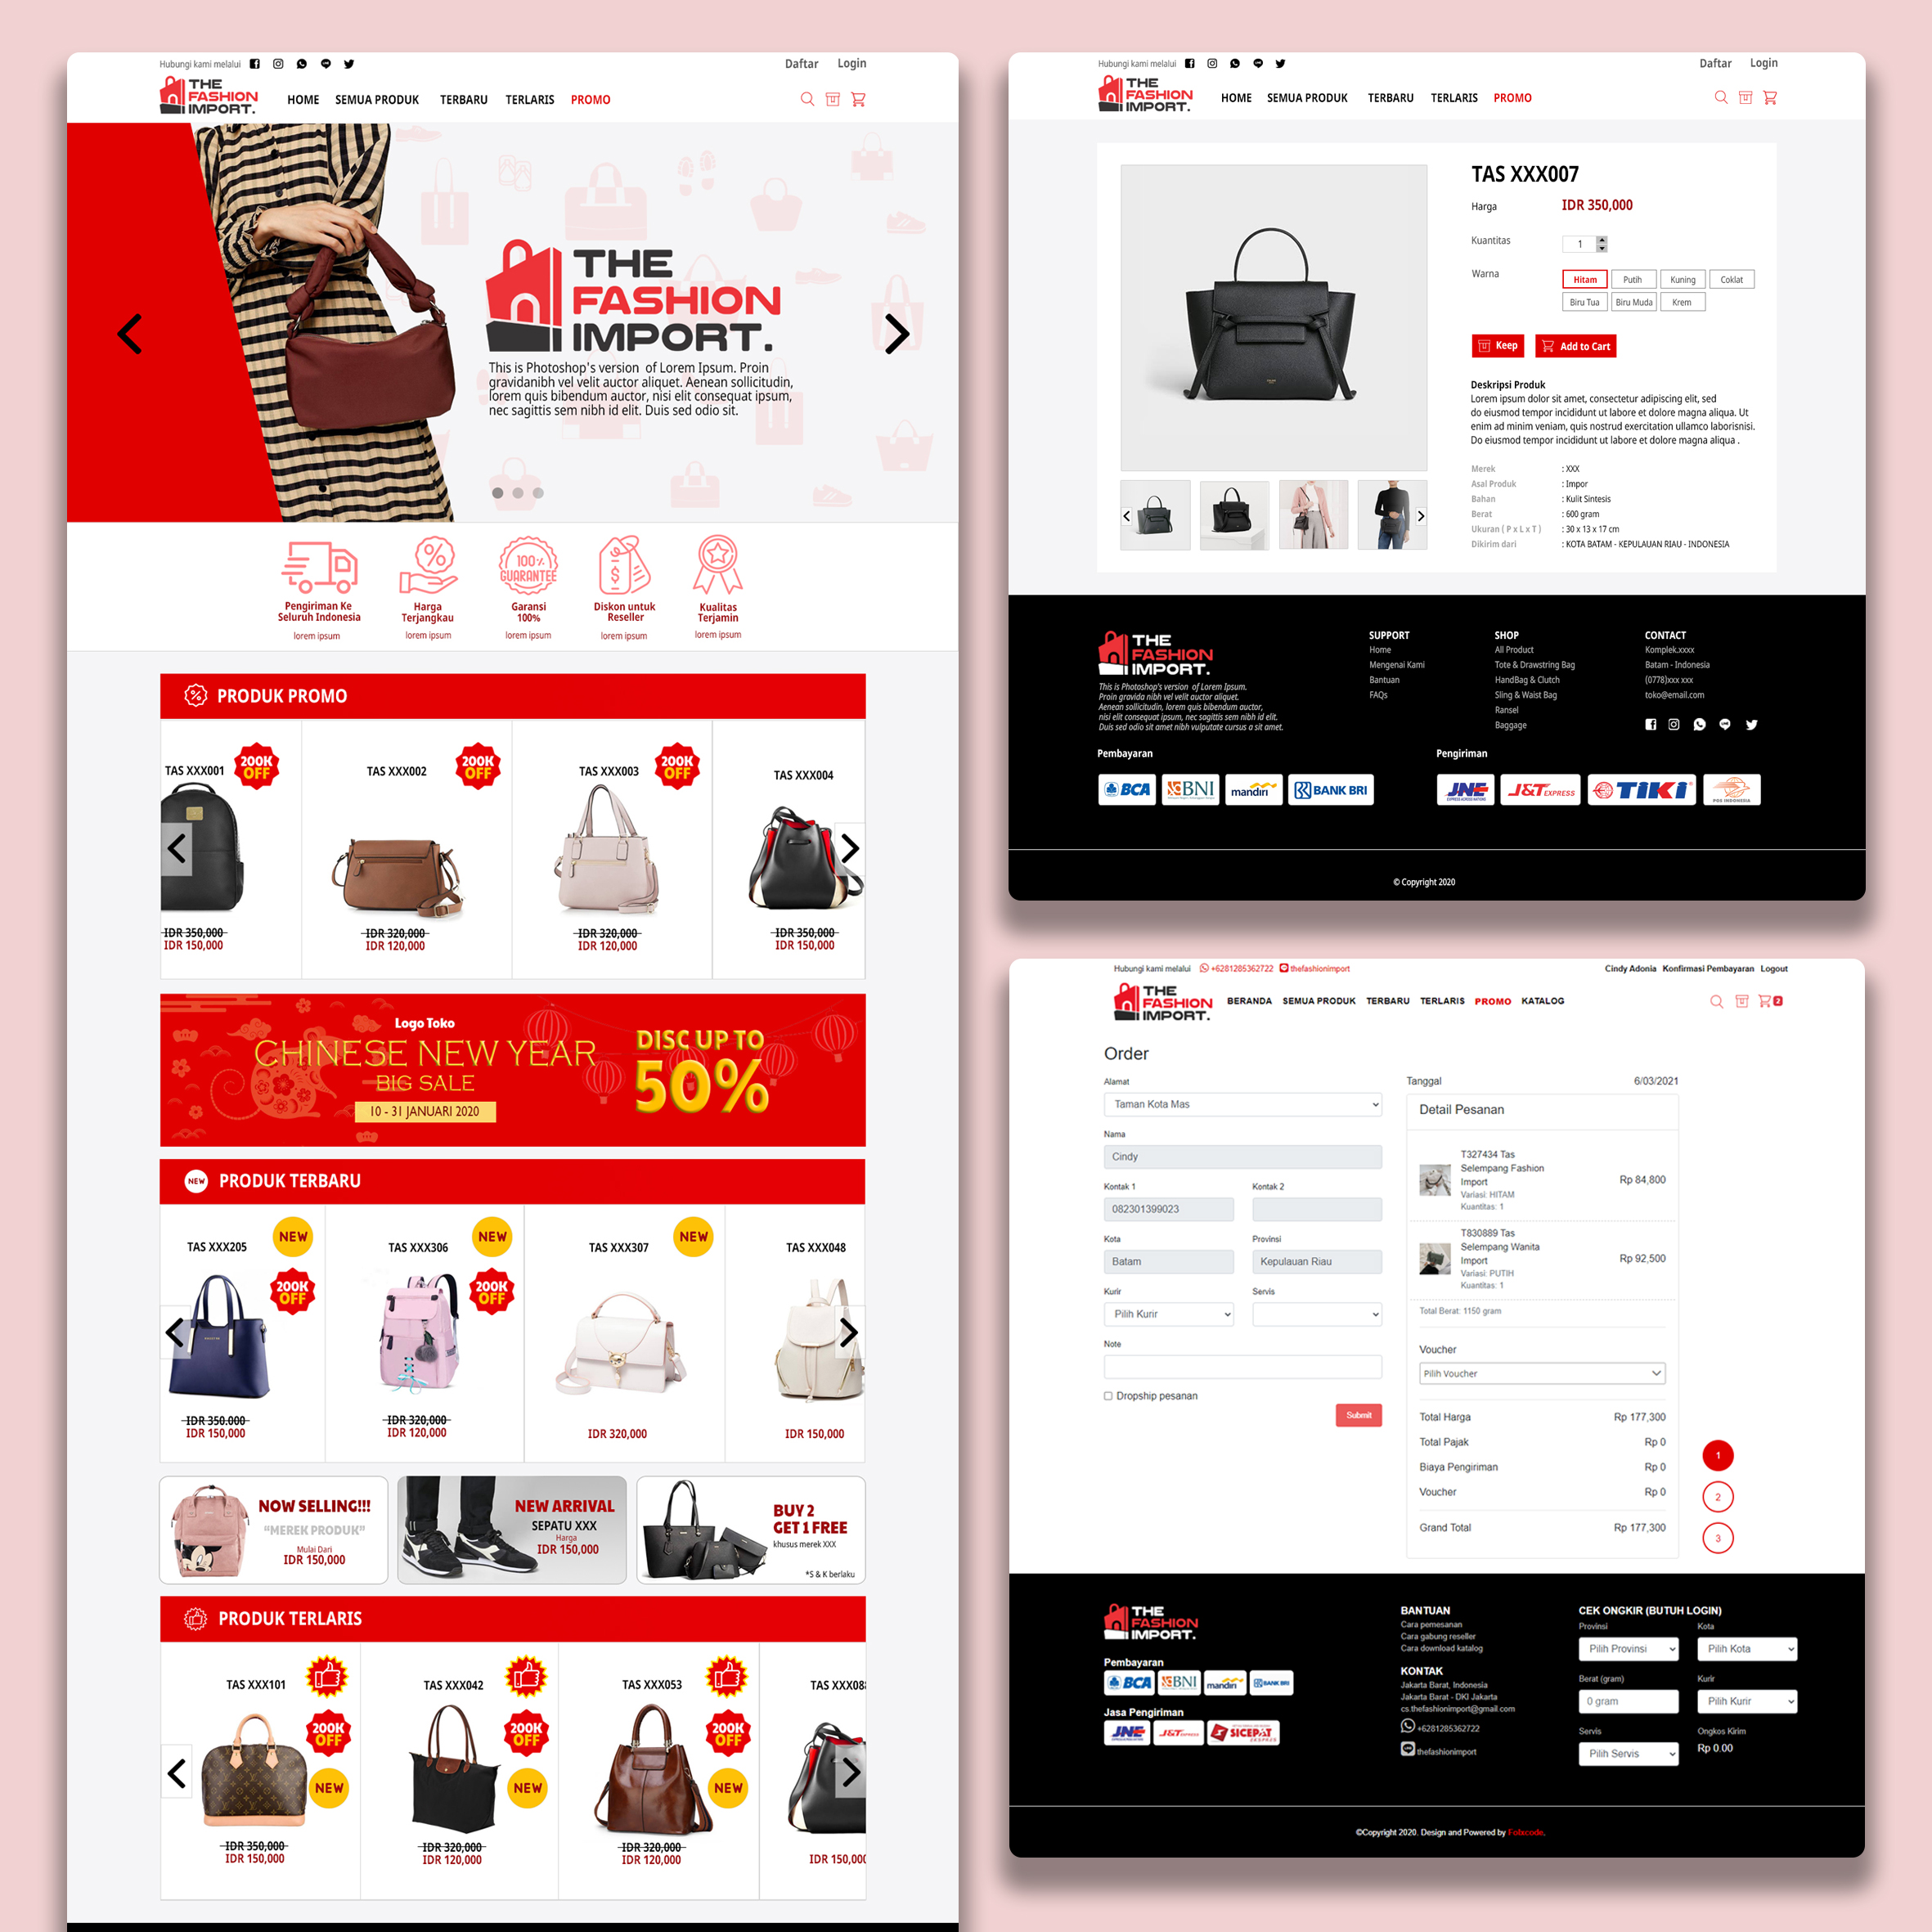 Hubungi kami melalui
Daftar Login
THE
FASHION
IMPORT.
HOME SEMUA PRODUK TERBARU TERLARIS PROMO
THE
FASHION
IMPORT.
This is Photoshop's version of Lorem Ipsum. Proin
gravidanibh vel velit auctor aliquet. Aenean sollicitudin,
lorem quis bibendum auctor, nisi elit consequat ipsum,
nec sagittis sem nibh id elit. Duis sed odio sit.
100%
GUARANTEE
Pengiriman Ke
Seluruh Indonesia
lorem ipsum
Harga
Terjangkau
lorem ipsum
Garansi
100%
lorem ipsum
Diskon untuk
Reseller
lorem ipsum
Kualitas
Terjamin
lorem ipsum
PRODUK PROMO
TAS XXX001
200K
OFF
IDR 350,000
IDR 150,000
TAS XXX002
200K
OFF
IDR 320,000
IDR 120,000
TAS XXX003
200K
OFF
IDR 320,000
IDR 120,000
TAS XXX004
IDR 350,000
IDR 150,000
Logo Toko
CHINESE NEW YEAR
BIG SALE
10 - 31 JANUARI 2020
DISC UP TO
50%
NEW
PRODUK TERBARU
TAS XXX205
NEW
200K
OFF
IDR 350.000
IDR 150,000
TAS XXX306
NEW
200K
OFF
IDR 320,000
IDR 120,000
TAS XXX307
NEW
IDR 320,000
TAS XXX048
IDR 150,000
NOW SELLING!!!
"MEREK PRODUK"
Mulai Dari
IDR 150,000
NEW ARRIVAL
SEPATU XXX
Harga
IDR 150,000
BUY 2
GET 1 FREE
khusus merek XXX
*S & K berlaku
PRODUK TERLARIS
TAS XXX101
200K
OFF
NEW
IDR 350,000
IDR 150,000
TAS XXX042
200K
OFF
NEW
IDR 320,000
IDR 120,000
TAS XXX053
200K
OFF
NEW
IDR 320,000
IDR 120,000
TAS XXX08
IDR 150,000
Hubungi kami melalui
Daftar Login
THE
FASHION
IMPORT.
HOME SEMUA PRODUK TERBARU TERLARIS PROMO
TAS XXX007
Harga IDR 350,000
Kuantitas 1
Warna Hitam Putih Kuning Coklat
Biru Tua Biru Muda Krem
Keep Add to Cart
Deskripsi Produk
Lorem ipsum dolor sit amet, consectetur adipiscing elit, sed
do eiusmod tempor incididunt ut labore et dolore magna aliqua. Ut
enim ad minim veniam, quis nostrud exercitation ullamco laborisnisi.
Do eiusmod tempor incididunt ut labore et dolore magna aliqua .
Merek : XXX
Asal Produk : Impor
Bahan : Kulit Sintesis
Berat : 600 gram
Ukuran ( P x L x T ) : 30 x 13 x 17 cm
Dikirim dari : KOTA BATAM - KEPULAUAN RIAU - INDONESIA
THE
FASHION
IMPORT.
This is Photoshop's version of Lorem Ipsum.
Proin gravida nibh vel velit auctor aliquet.
Aenean sollicitudin, lorem quis bibendum auctor,
nisi elit consequat ipsum, nec sagittis sem nibh id elit.
Duis sed odio sit amet nibh vulputate cursus a sit amet.
SUPPORT
Home
Mengenai Kami
Bantuan
FAQs
SHOP
All Product
Tote & Drawstring Bag
HandBag & Clutch
Sling & Waist Bag
Ransel
Baggage
CONTACT
Komplek.xxxx
Batam - Indonesia
(0778)xxx xxx
toko@email.com
Pembayaran
BCA BNI mandiri BANK BRI
Pengiriman
JNE EXPRESS ACROSS NATIONS J&T EXPRESS TIKI POS INDONESIA
© Copyright 2020
Hubungi kami melalui +6281285362722 thefashionimport
Cindy Adonia Konfirmasi Pembayaran Logout
THE
FASHION
IMPORT.
BERANDA SEMUA PRODUK TERBARU TERLARIS PROMO KATALOG
2
Order
Alamat
Taman Kota Mas
Nama
Cindy
Kontak 1 Kontak 2
082301399023
Kota Provinsi
Batam Kepulauan Riau
Kurir Servis
Pilih Kurir
Note
Dropship pesanan
Submit
Tanggal 6/03/2021
Detail Pesanan
T327434 Tas
Selempang Fashion
Import
Variasi: HITAM
Kuantitas: 1
Rp 84,800
T830889 Tas
Selempang Wanita
Import
Variasi: PUTIH
Kuantitas: 1
Rp 92,500
Total Berat: 1150 gram
Voucher
Pilih Voucher
Total Harga Rp 177,300
Total Pajak Rp 0
Biaya Pengiriman Rp 0
Voucher Rp 0
Grand Total Rp 177,300
1
2
3
THE
FASHION
IMPORT.
Pembayaran
BCA BNI mandiri BANK BRI
Jasa Pengiriman
JNE J&T EXPRESS SICEPAT EKSPRES
BANTUAN
Cara pemesanan
Cara gabung reseller
Cara download katalog
KONTAK
Jakarta Barat, Indonesia
Jakarta Barat - DKI Jakarta
cs.thefashionimport@gmail.com
+6281285362722
thefashionimport
CEK ONGKIR (BUTUH LOGIN)
Provinsi Kota
Pilih Provinsi Pilih Kota
Berat (gram) Kurir
0 gram Pilih Kurir
Servis Ongkos Kirim
Pilih Servis Rp 0.00
©Copyright 2020. Design and Powered by Folxcode.